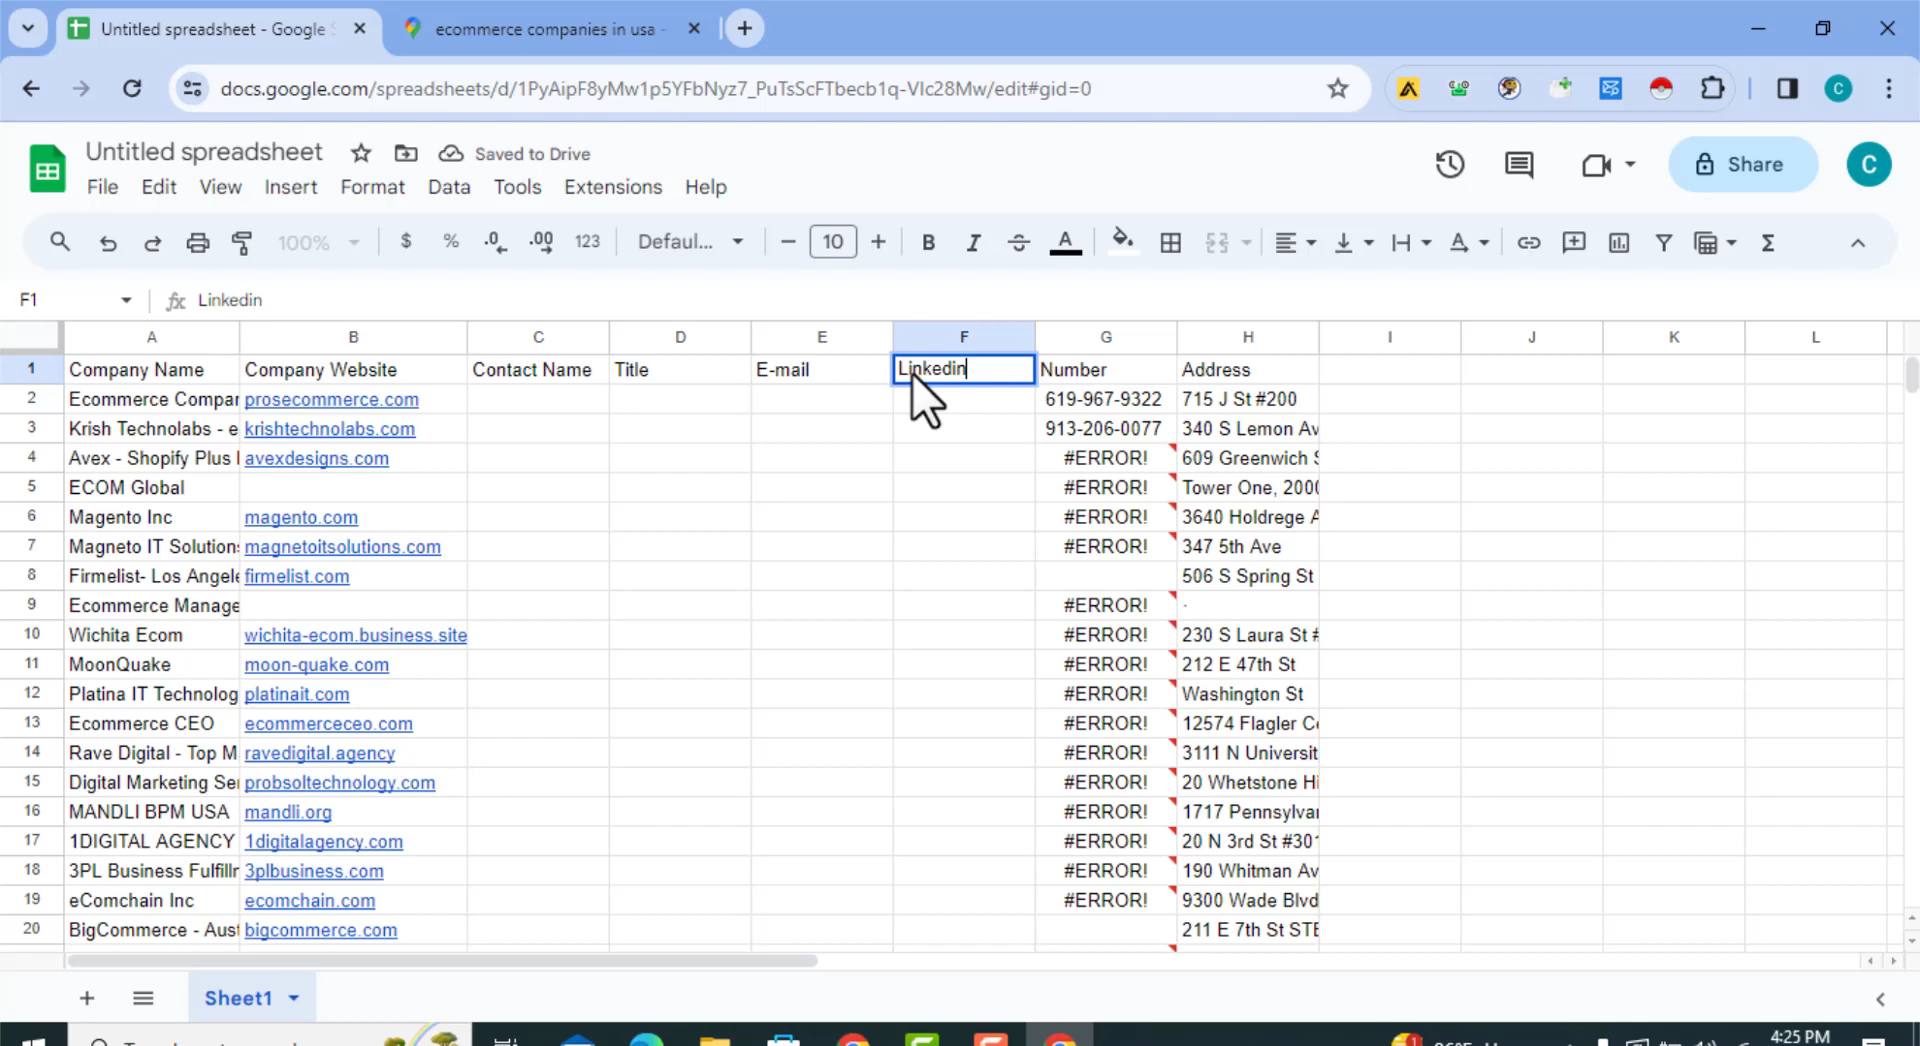 Untitled spreadsheet - Google S
ecommerce companies in usa -
docs.google.com/spreadsheets/d/1PyAipF8yMw1p5YFbNyz7_PuTsScFTbecb1q-VIc28Mw/edit#gid=0
C
Untitled spreadsheet
Saved to Drive
Share
C
File Edit View Insert Format Data Tools Extensions Help
100% $ % .0 .00 123 Defaul... 10 B I A
F1 fx Linkedin
A B C D E F G H I J K L
1 Company Name Company Website Contact Name Title E-mail Linkedin Number Address
2 Ecommerce Compar prosecommerce.com 619-967-9322 715 J St #200
3 Krish Technolabs - e krishtechnolabs.com 913-206-0077 340 S Lemon Av
4 Avex - Shopify Plus avexdesigns.com #ERROR! 609 Greenwich S
5 ECOM Global #ERROR! Tower One, 2000
6 Magento Inc magento.com #ERROR! 3640 Holdrege A
7 Magneto IT Solution magnetoitsolutions.com #ERROR! 347 5th Ave
8 Firmelist- Los Angele firmelist.com 506 S Spring St
9 Ecommerce Manage #ERROR! .
10 Wichita Ecom wichita-ecom.business.site #ERROR! 230 S Laura St #
11 MoonQuake moon-quake.com #ERROR! 212 E 47th St
12 Platina IT Technolog platinait.com #ERROR! Washington St
13 Ecommerce CEO ecommerceceo.com #ERROR! 12574 Flagler Ce
14 Rave Digital - Top M ravedigital.agency #ERROR! 3111 N Universit
15 Digital Marketing Ser probsoltechnology.com #ERROR! 20 Whetstone Hi
16 MANDLI BPM USA mandli.org #ERROR! 1717 Pennsylvar
17 1DIGITAL AGENCY 1digitalagency.com #ERROR! 20 N 3rd St #301
18 3PL Business Fulfillr 3plbusiness.com #ERROR! 190 Whitman Av
19 eComchain Inc ecomchain.com #ERROR! 9300 Wade Blvd
20 BigCommerce - Aust bigcommerce.com 211 E 7th St STE
Sheet1
4:25 PM